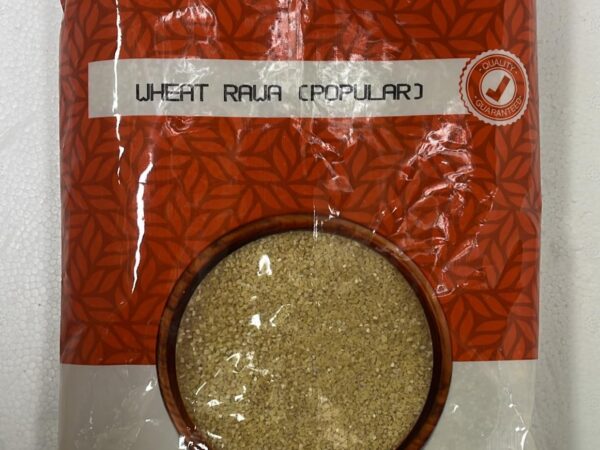 WHEAT RAWA (POPULAR)
QUALITY
GUARANTEED